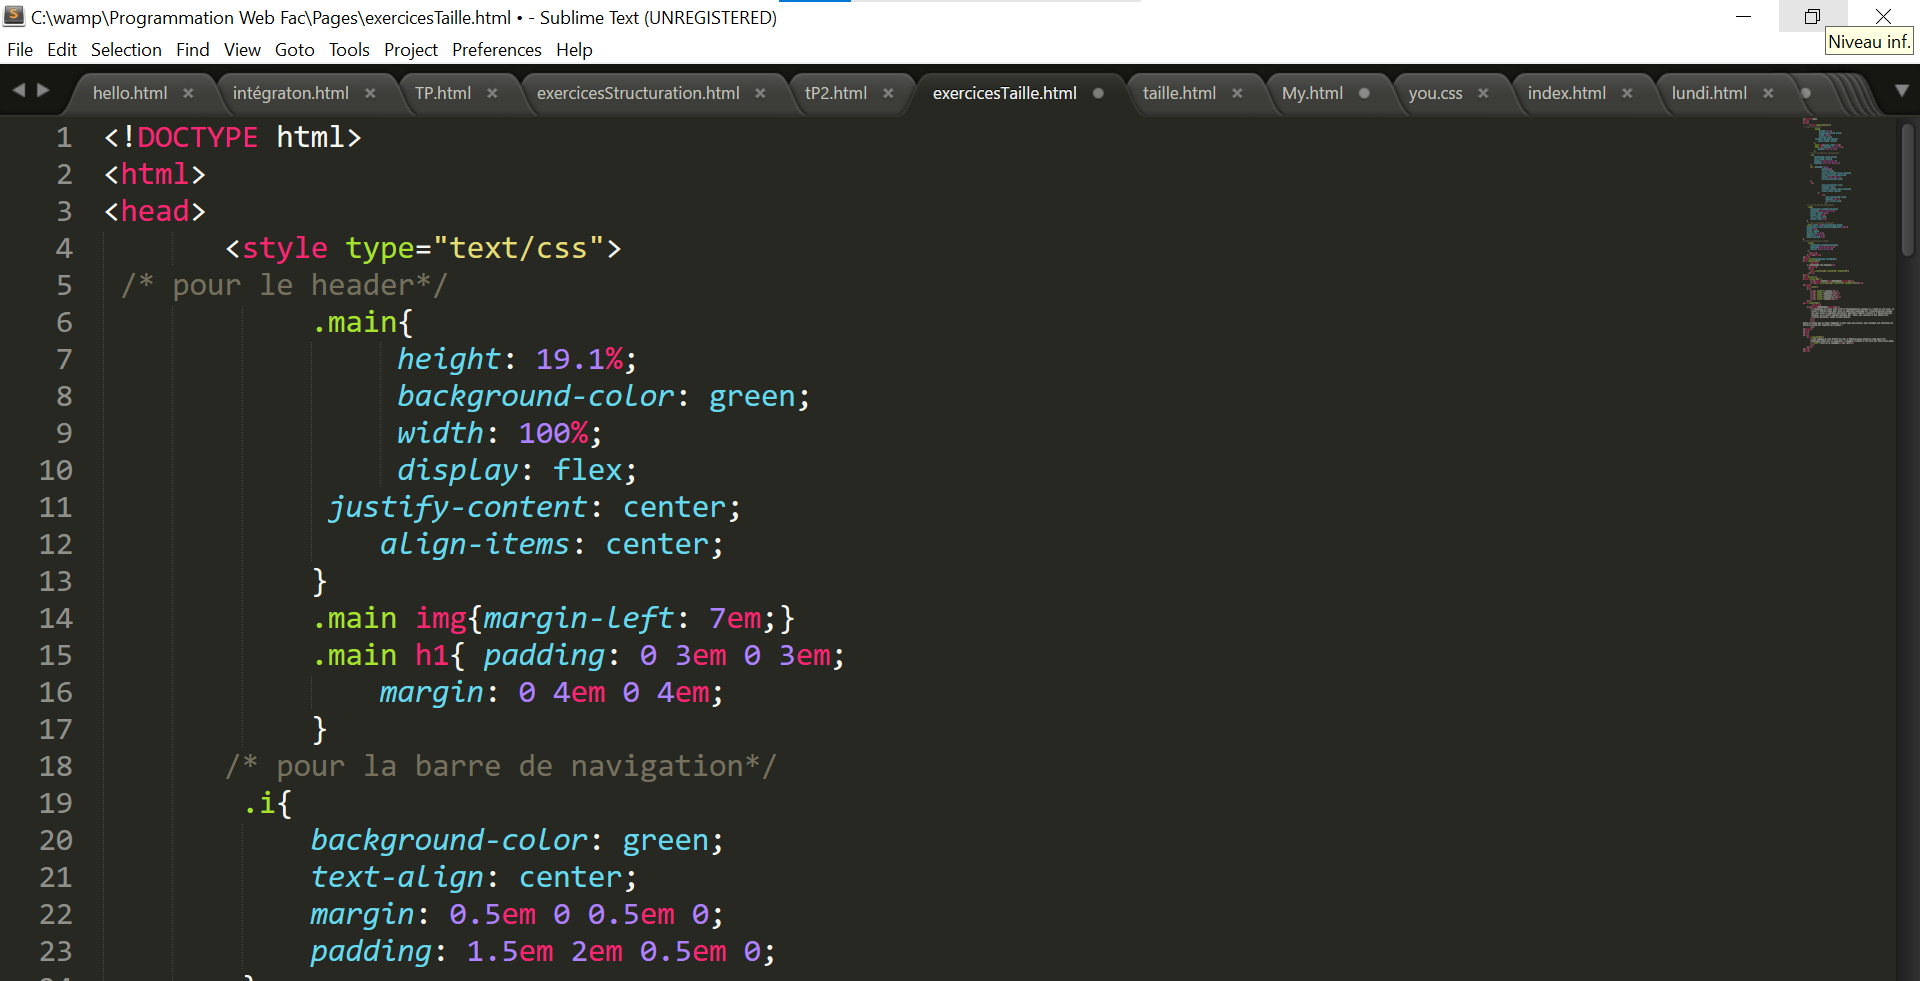 C:\wamp\Programmation Web Fac\Pages\exercicesTaille.html • - Sublime Text (UNREGISTERED)
Niveau inf.
File Edit Selection Find View Goto Tools Project Preferences Help
hello.html × intégraton.html × TP.html × exercicesStructuration.html × tP2.html × exercicesTaille.html taille.html × My.html you.css × index.html × lundi.html ×
1 <!DOCTYPE html>
2 <html>
3 <head>
4 <style type="text/css">
5 /* pour le header*/
6 .main{
7 height: 19.1%;
8 background-color: green;
9 width: 100%;
10 display: flex;
11 justify-content: center;
12 align-items: center;
13 }
14 .main img{margin-left: 7em;}
15 .main h1{ padding: 0 3em 0 3em;
16 margin: 0 4em 0 4em;
17 }
18 /* pour la barre de navigation*/
19 .i{
20 background-color: green;
21 text-align: center;
22 margin: 0.5em 0 0.5em 0;
23 padding: 1.5em 2em 0.5em 0;